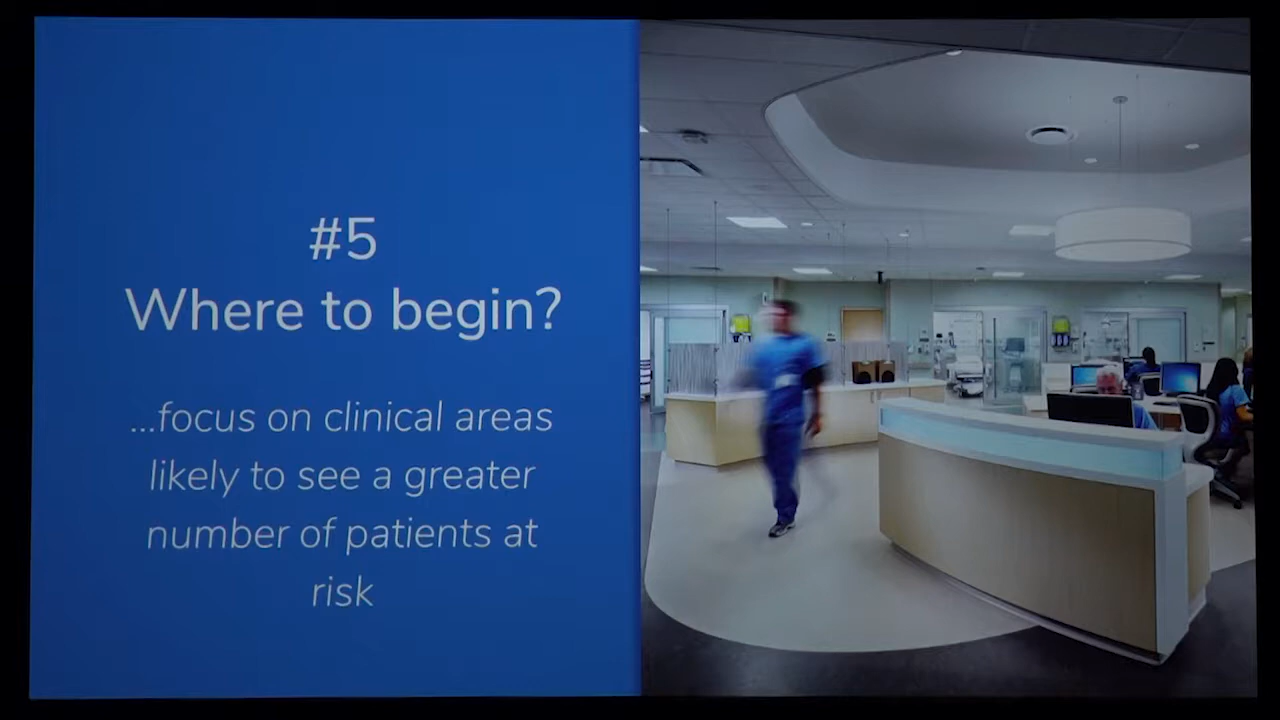 #5
Where to begin?
...focus on clinical areas
likely to see a greater
number of patients at
risk